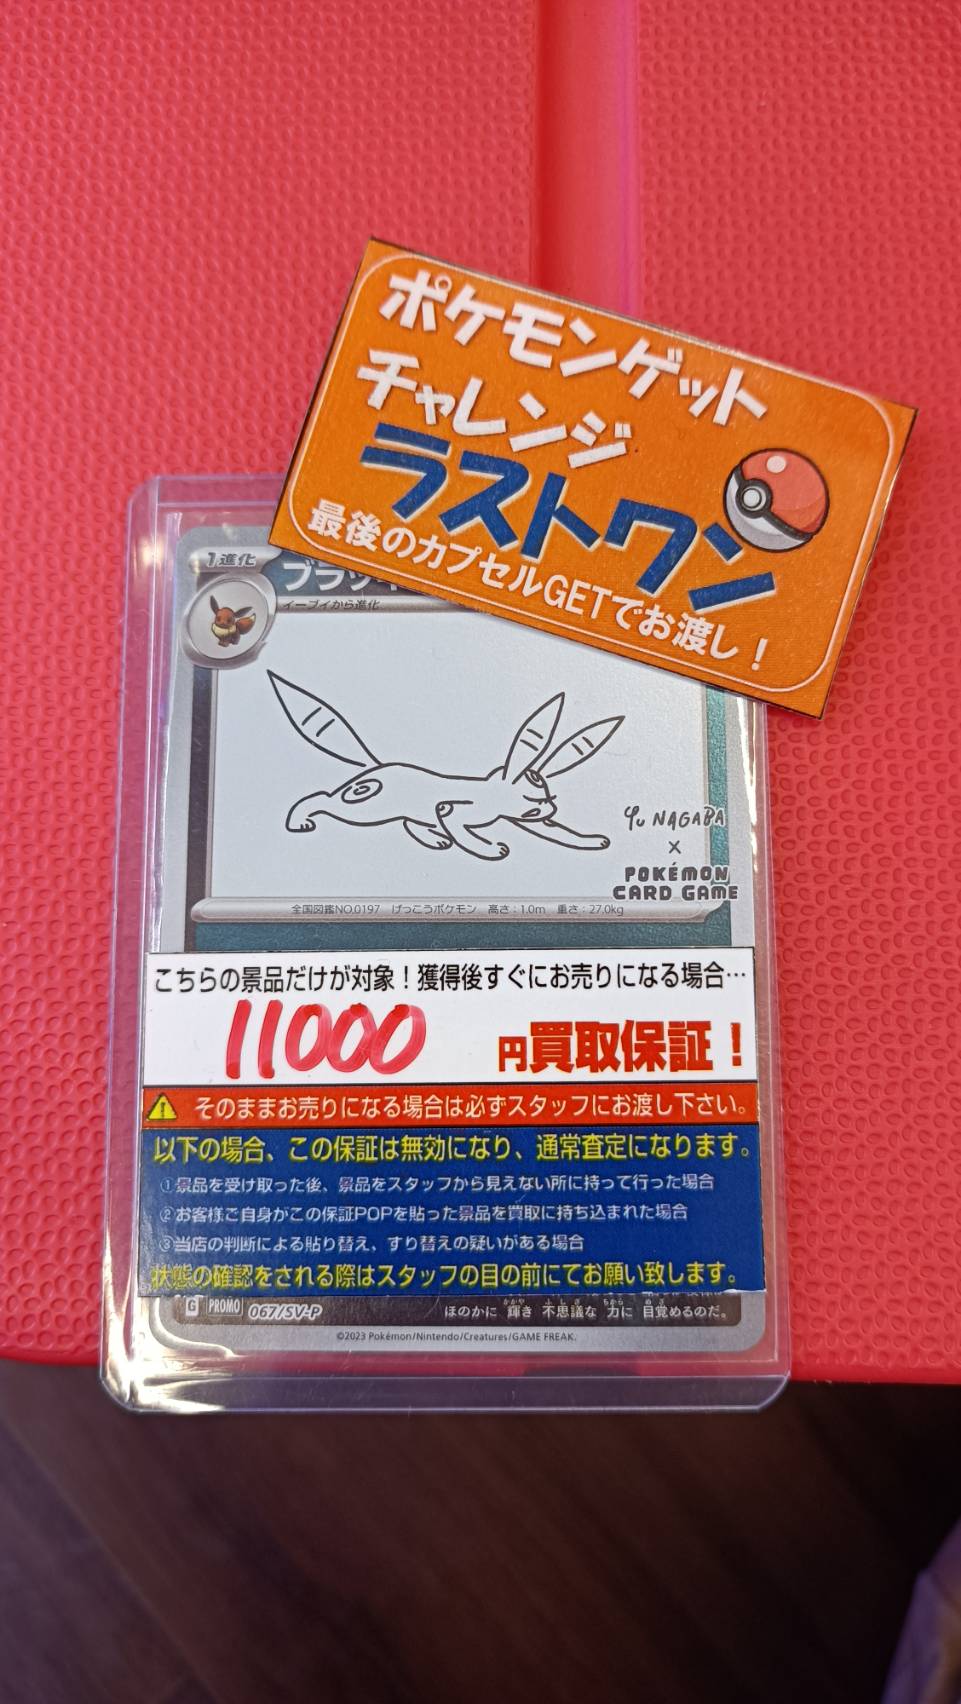 ポケモンゲット
チャレンジ
ラストワン
最後のカプセルGETでお渡し！
1進化
ブラッ
イーブイから進化
Yu NAGABA
×
POKÉMON
CARD GAME
全国図鑑NO.0197 げっこうポケモン 高さ：1.0m 重さ：27.0kg
こちらの景品だけが対象！獲得後すぐにお売りになる場合…
11000 円買取保証！
そのままお売りになる場合は必ずスタッフにお渡し下さい。
以下の場合、この保証は無効になり、通常査定になります。
①景品を受け取った後、景品をスタッフから見えない所に持って行った場合
②お客様ご自身がこの保証POPを貼った景品を買取に持ち込まれた場合
③当店の判断による貼り替え、すり替えの疑いがある場合
状態の確認をされる際はスタッフの目の前にてお願い致します。
G PROMO 067/SV-P ほのかに 輝き 不思議な 力に 目覚めるのだ。
©2023 Pokémon/Nintendo/Creatures/GAME FREAK.